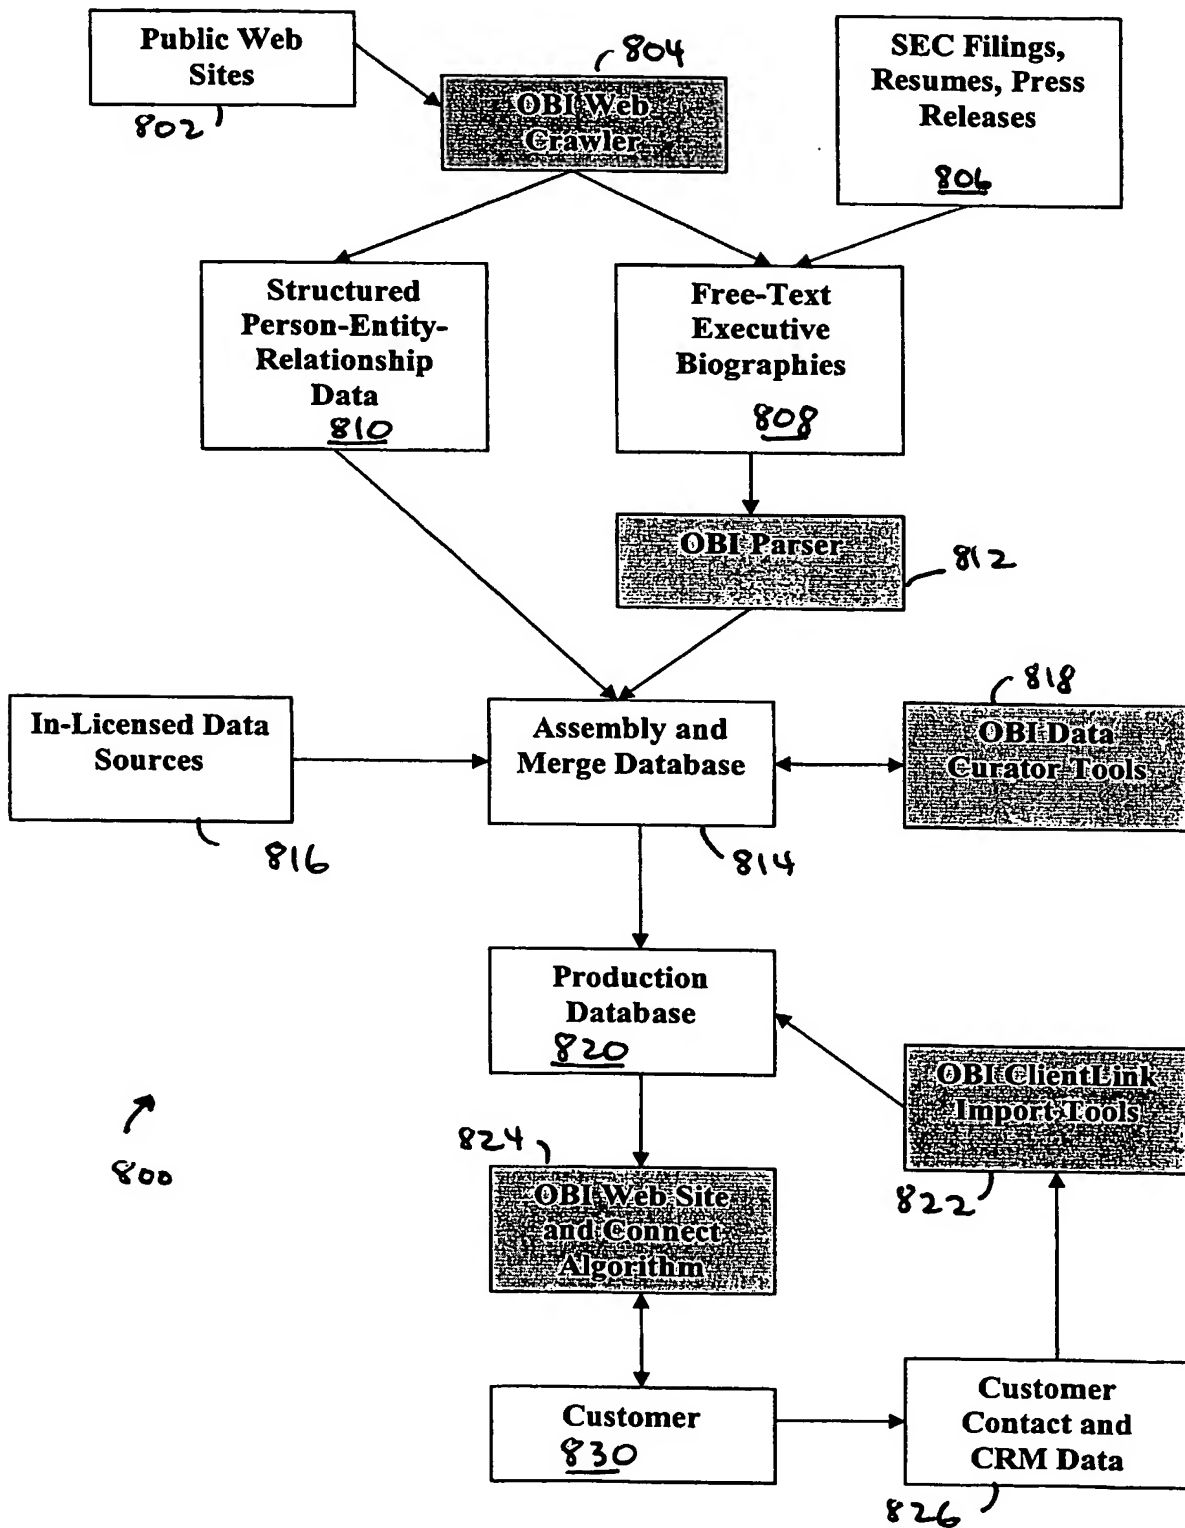 Public Web
Sites
802
804
OBI Web
Crawler
SEC Filings,
Resumes, Press
Releases
806
Structured
Person-Entity-
Relationship
Data
810
Free-Text
Executive
Biographies
808
OBI Parser
812
In-Licensed Data
Sources
816
Assembly and
Merge Database
814
818
OBI Data
Curator Tools
Production
Database
820
OBI ClientLink
Import Tools
822
800
824
OBI Web Site
and Connect
Algorithm
Customer
830
Customer
Contact and
CRM Data
826